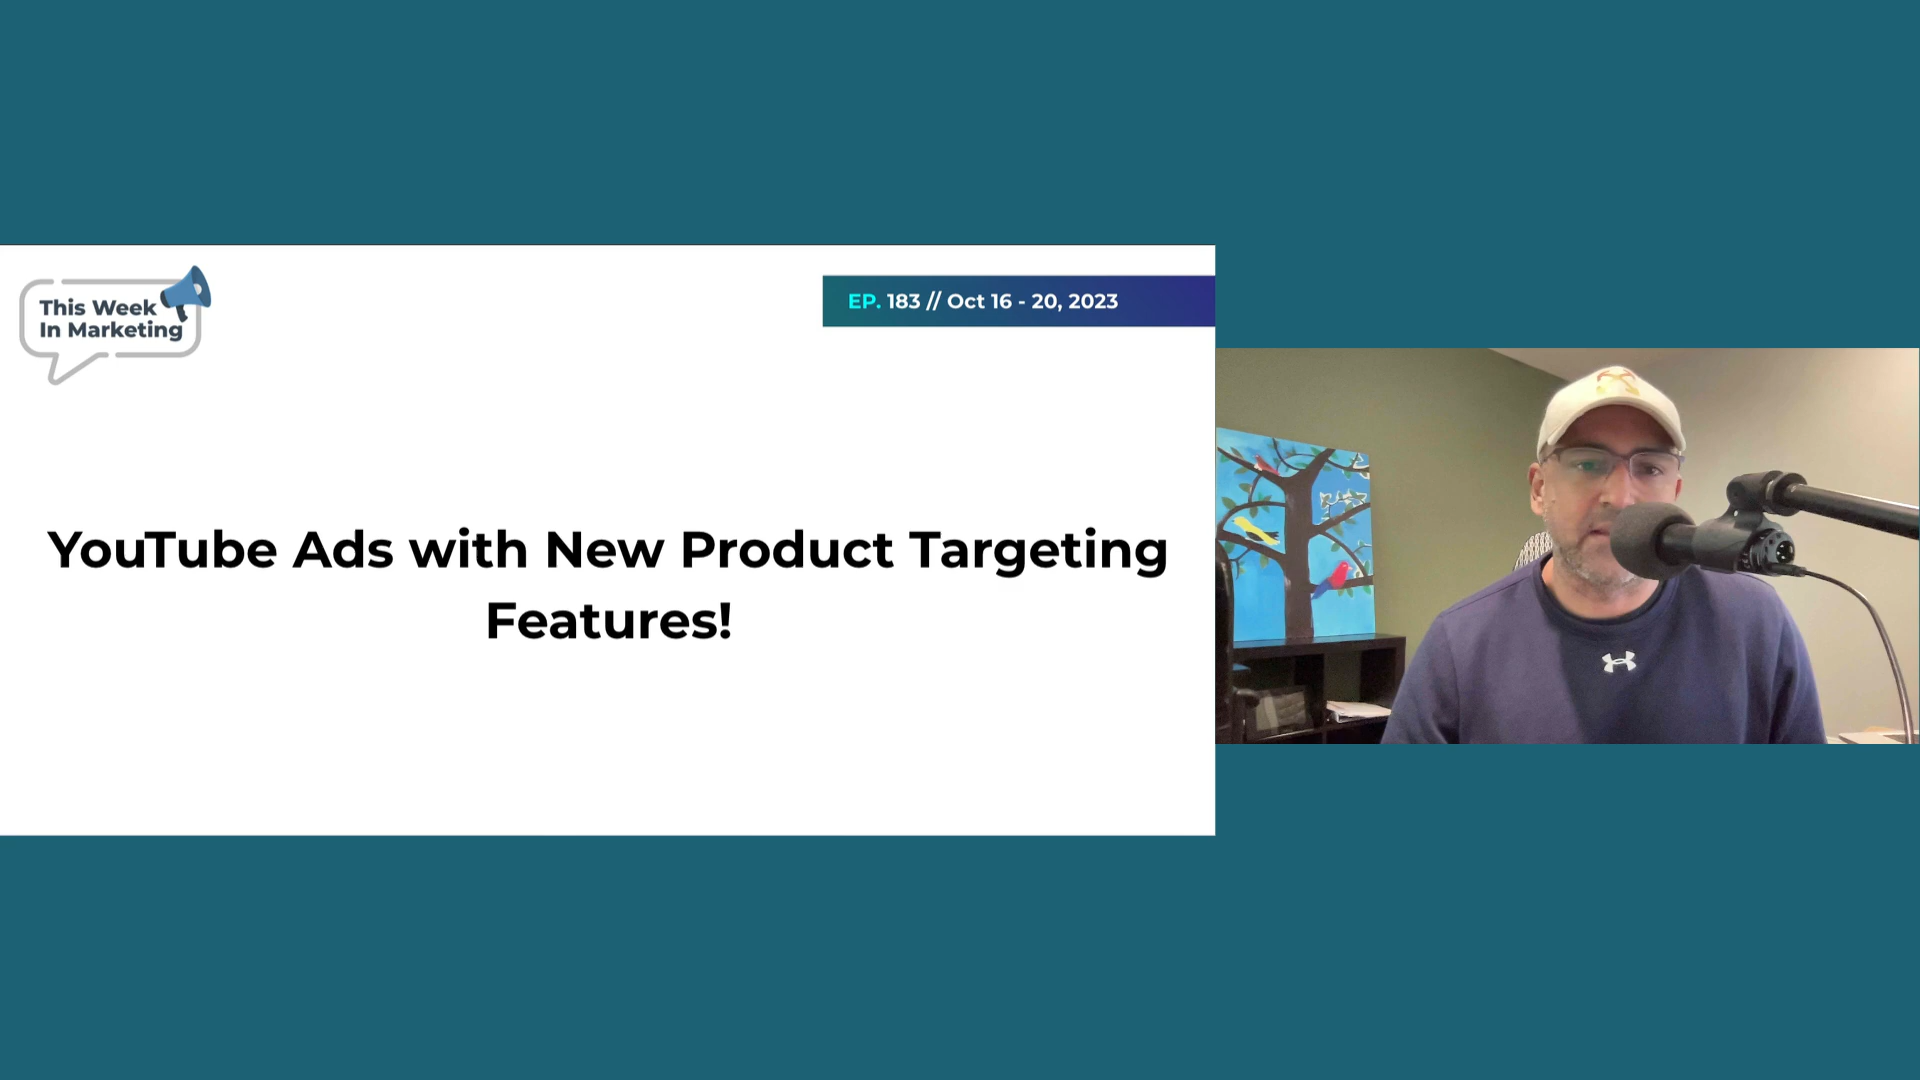 This Week
In Marketing
EP. 183 // Oct 16 - 20, 2023
YouTube Ads with New Product Targeting
Features!